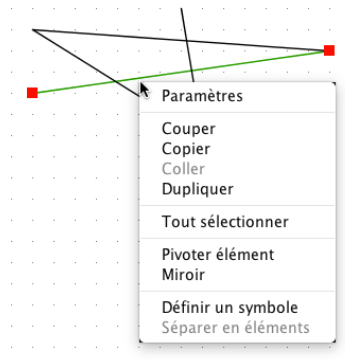 Paramètres
Couper
Copier
Coller
Dupliquer
Tout sélectionner
Pivoter élément
Miroir
Définir un symbole
Séparer en éléments